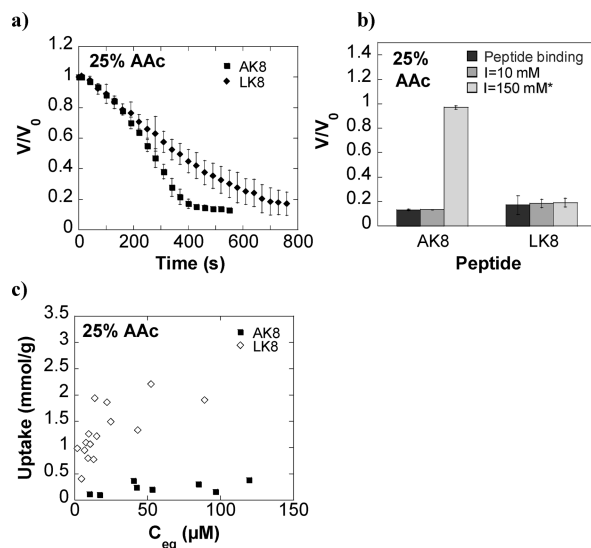 a)
25% AAc
AK8
LK8
V/V0
1.2
1
0.8
0.6
0.4
0.2
0
0 200 400 600 800
Time (s)
b)
25% AAc
Peptide binding
I=10 mM
I=150 mM*
V/V0
1.4
1.2
1
0.8
0.6
0.4
0.2
0
AK8 LK8
Peptide
c)
25% AAc
AK8
LK8
Uptake (mmol/g)
3.5
3
2.5
2
1.5
1
0.5
0
0 50 100 150
Ceq (µM)